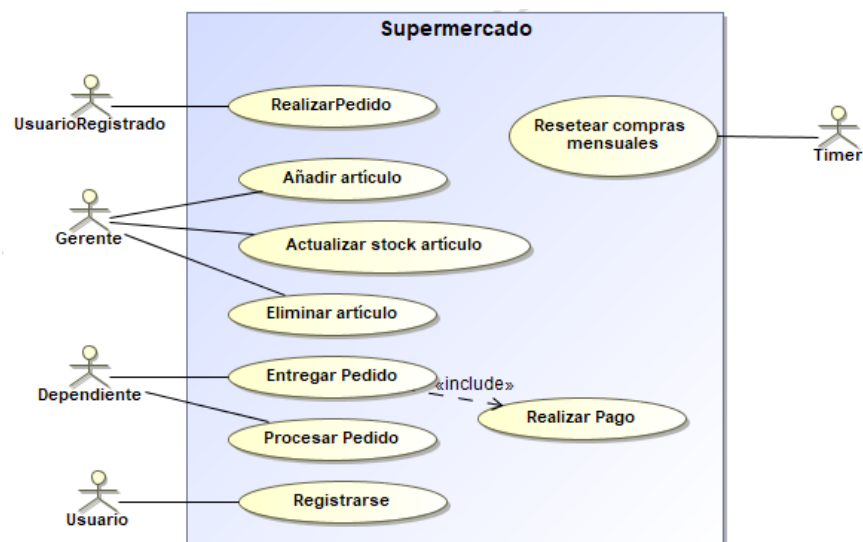 Supermercado
UsuarioRegistrado
RealizarPedido
Resetear compras
mensuales
Timer
Añadir artículo
Gerente
Actualizar stock artículo
Eliminar artículo
Dependiente
Entregar Pedido
«include»
Realizar Pago
Procesar Pedido
Usuario
Registrarse